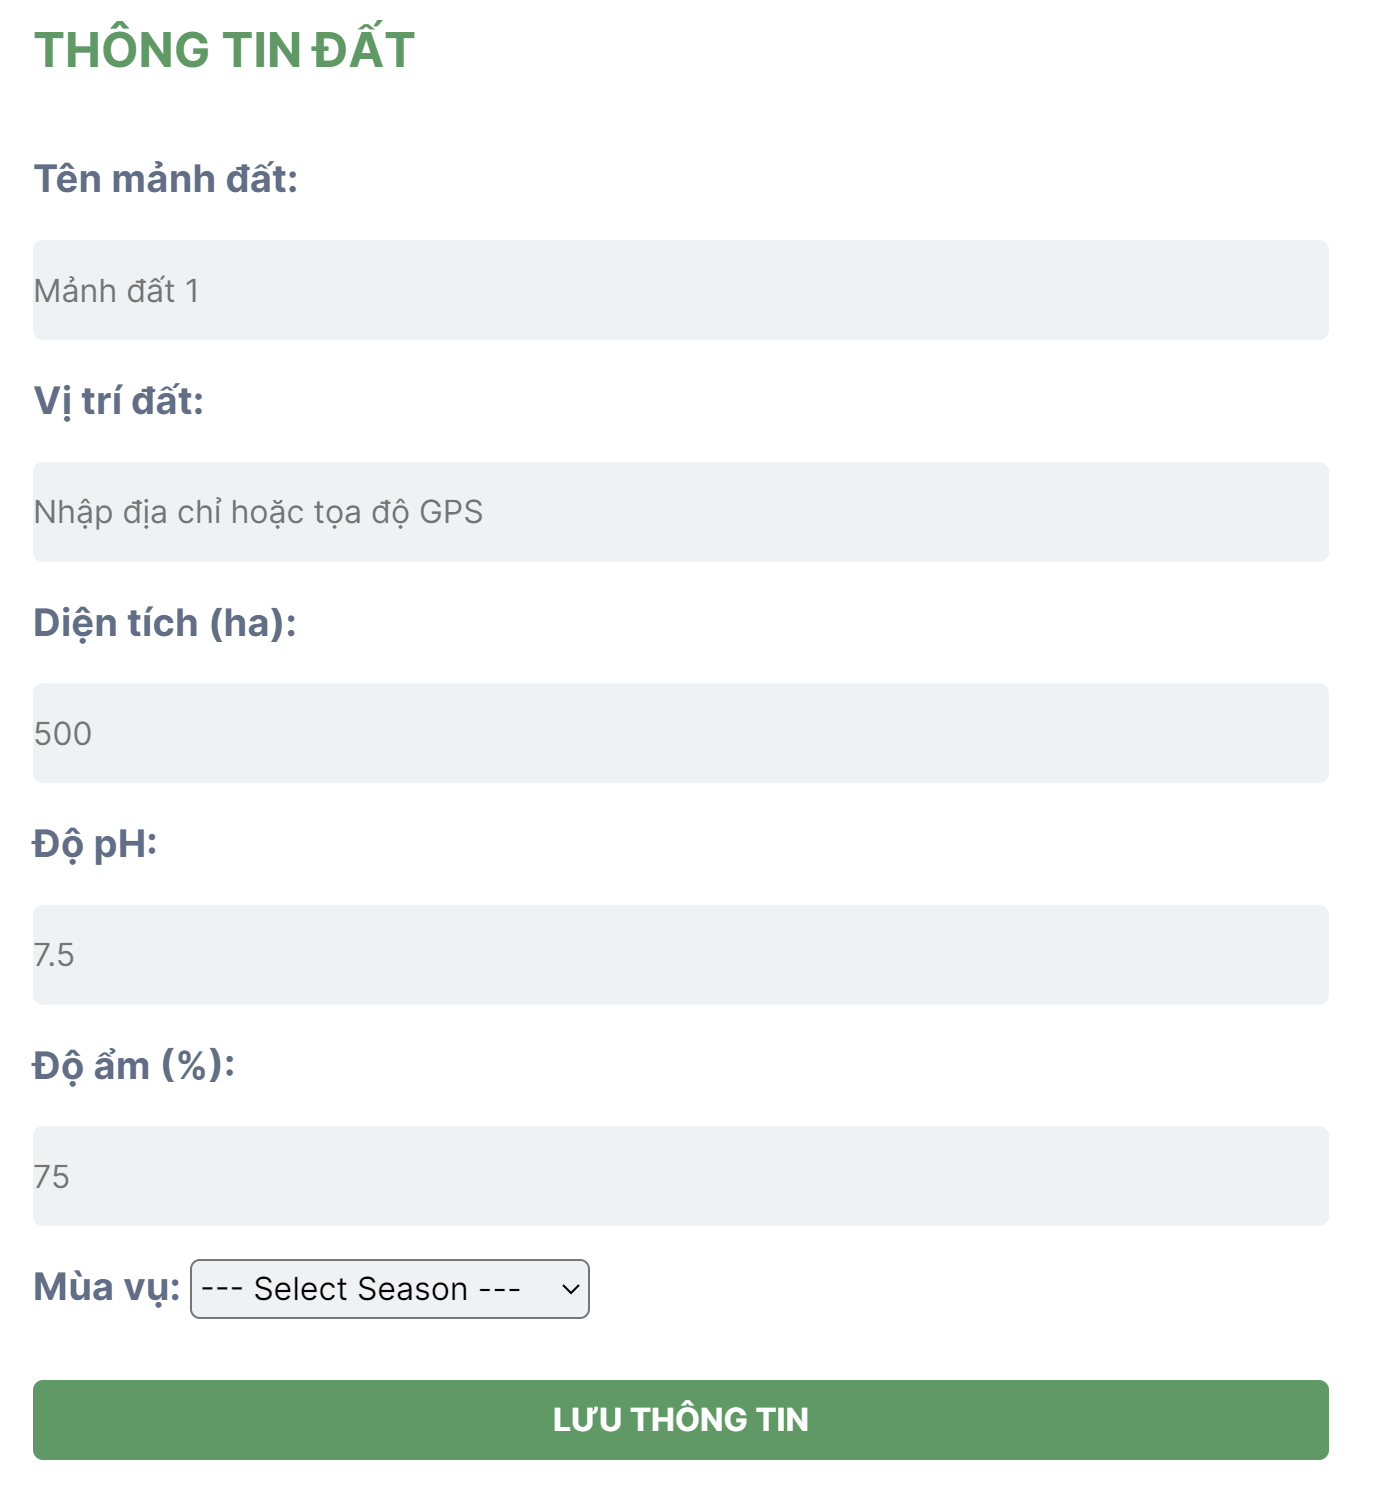 THÔNG TIN ĐẤT
Tên mảnh đất:
Mảnh đất 1
Vị trí đất:
Nhập địa chỉ hoặc tọa độ GPS
Diện tích (ha):
500
Độ pH:
7.5
Độ ẩm (%):
75
Mùa vụ: --- Select Season ---
LƯU THÔNG TIN